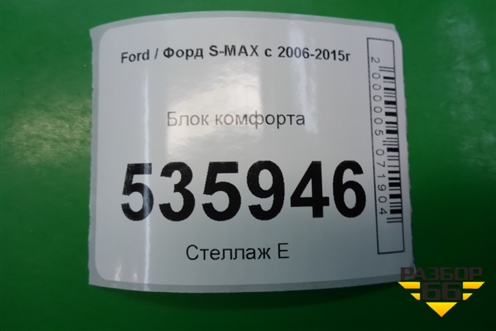 Ford / Форд S-MAX с 2006-2015г
Блок комфорта
535946
Стеллаж Е
2000005071904
РАЗБОР
66